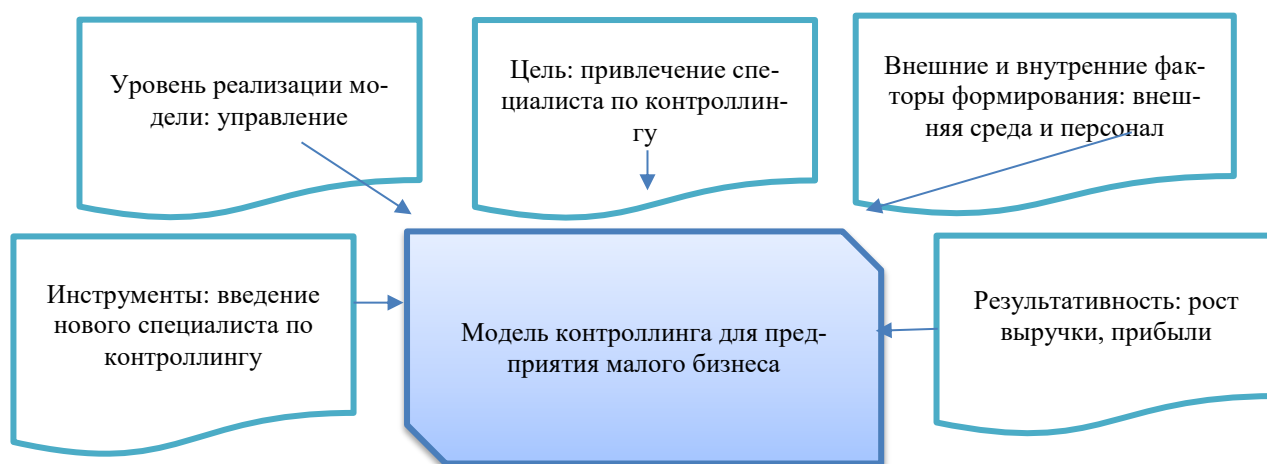 Уровень реализации мо-
дели: управление
Цель: привлечение спе-
циалиста по контроллин-
гу
Внешние и внутренние фак-
торы формирования: внеш-
няя среда и персонал
Инструменты: введение
нового специалиста по
контроллингу
Модель контроллинга для пред-
приятия малого бизнеса
Результативность: рост
выручки, прибыли